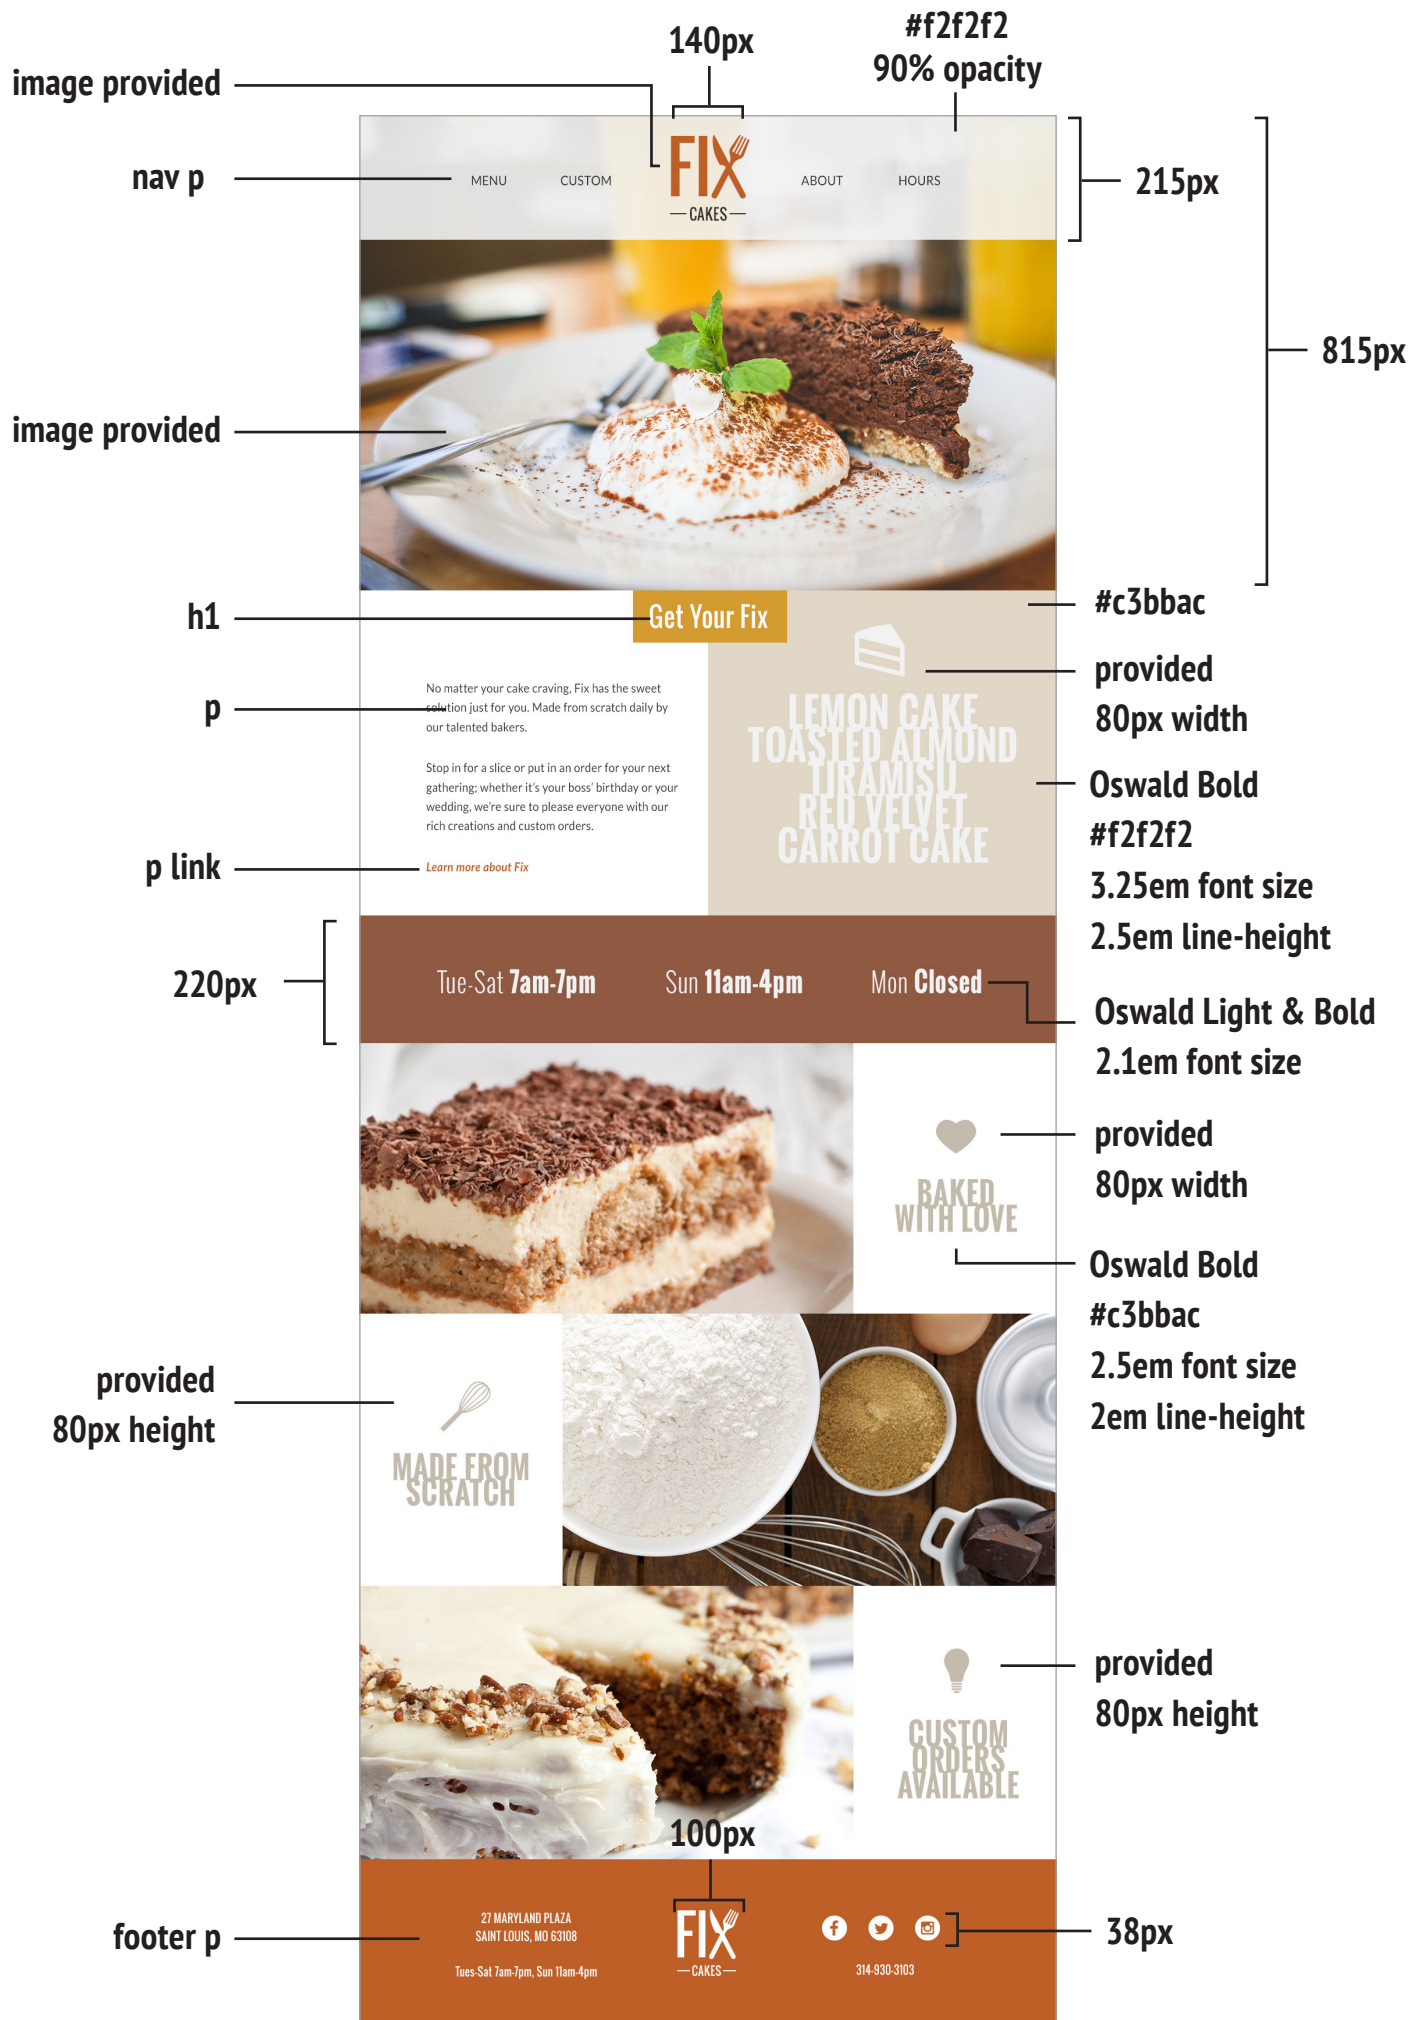 140px
#f2f2f2
90% opacity
image provided
nav p
MENU
CUSTOM
FIX
CAKES
ABOUT
HOURS
215px
815px
image provided
h1
Get Your Fix
#c3bbac
provided
80px width
p
No matter your cake craving, Fix has the sweet
solution just for you. Made from scratch daily by
our talented bakers.
Stop in for a slice or put in an order for your next
gathering; whether it's your boss' birthday or your
wedding, we're sure to please everyone with our
rich creations and custom orders.
p link
Learn more about Fix
LEMON CAKE
TOASTED ALMOND
TIRAMISU
RED VELVET
CARROT CAKE
Oswald Bold
#f2f2f2
3.25em font size
2.5em line-height
220px
Tue-Sat 7am-7pm
Sun 11am-4pm
Mon Closed
Oswald Light & Bold
2.1em font size
provided
80px width
BAKED
WITH LOVE
Oswald Bold
#c3bbac
2.5em font size
2em line-height
provided
80px height
MADE FROM
SCRATCH
provided
80px height
CUSTOM
ORDERS
AVAILABLE
100px
footer p
27 MARYLAND PLAZA
SAINT LOUIS, MO 63108
Tues-Sat 7am-7pm, Sun 11am-4pm
FIX
CAKES
314-930-3103
38px